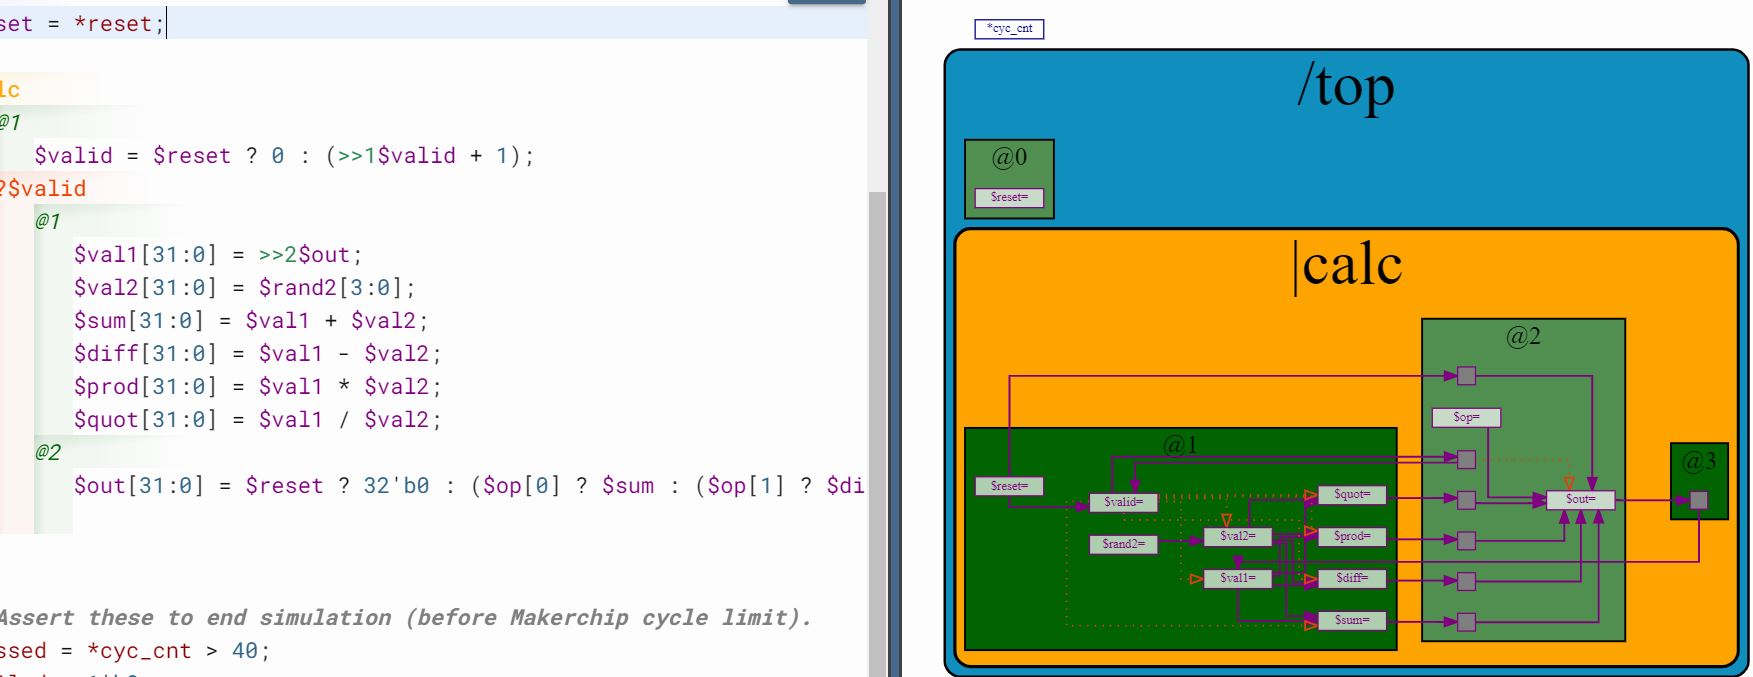 set = *reset;
lc
@1
$valid = $reset ? 0 : (>>1$valid + 1);
?$valid
@1
$val1[31:0] = >>2$out;
$val2[31:0] = $rand2[3:0];
$sum[31:0] = $val1 + $val2;
$diff[31:0] = $val1 - $val2;
$prod[31:0] = $val1 * $val2;
$quot[31:0] = $val1 / $val2;
@2
$out[31:0] = $reset ? 32'b0 : ($op[0] ? $sum : ($op[1] ? $di
Assert these to end simulation (before Makerchip cycle limit).
ssed = *cyc_cnt > 40;
*cyc_cnt
/top
@0
$reset=
|calc
@2
$op=
@1
@3
$reset=
$valid=
$quot=
$out=
$rand2=
$val2=
$prod=
$val1=
$diff=
$sum=